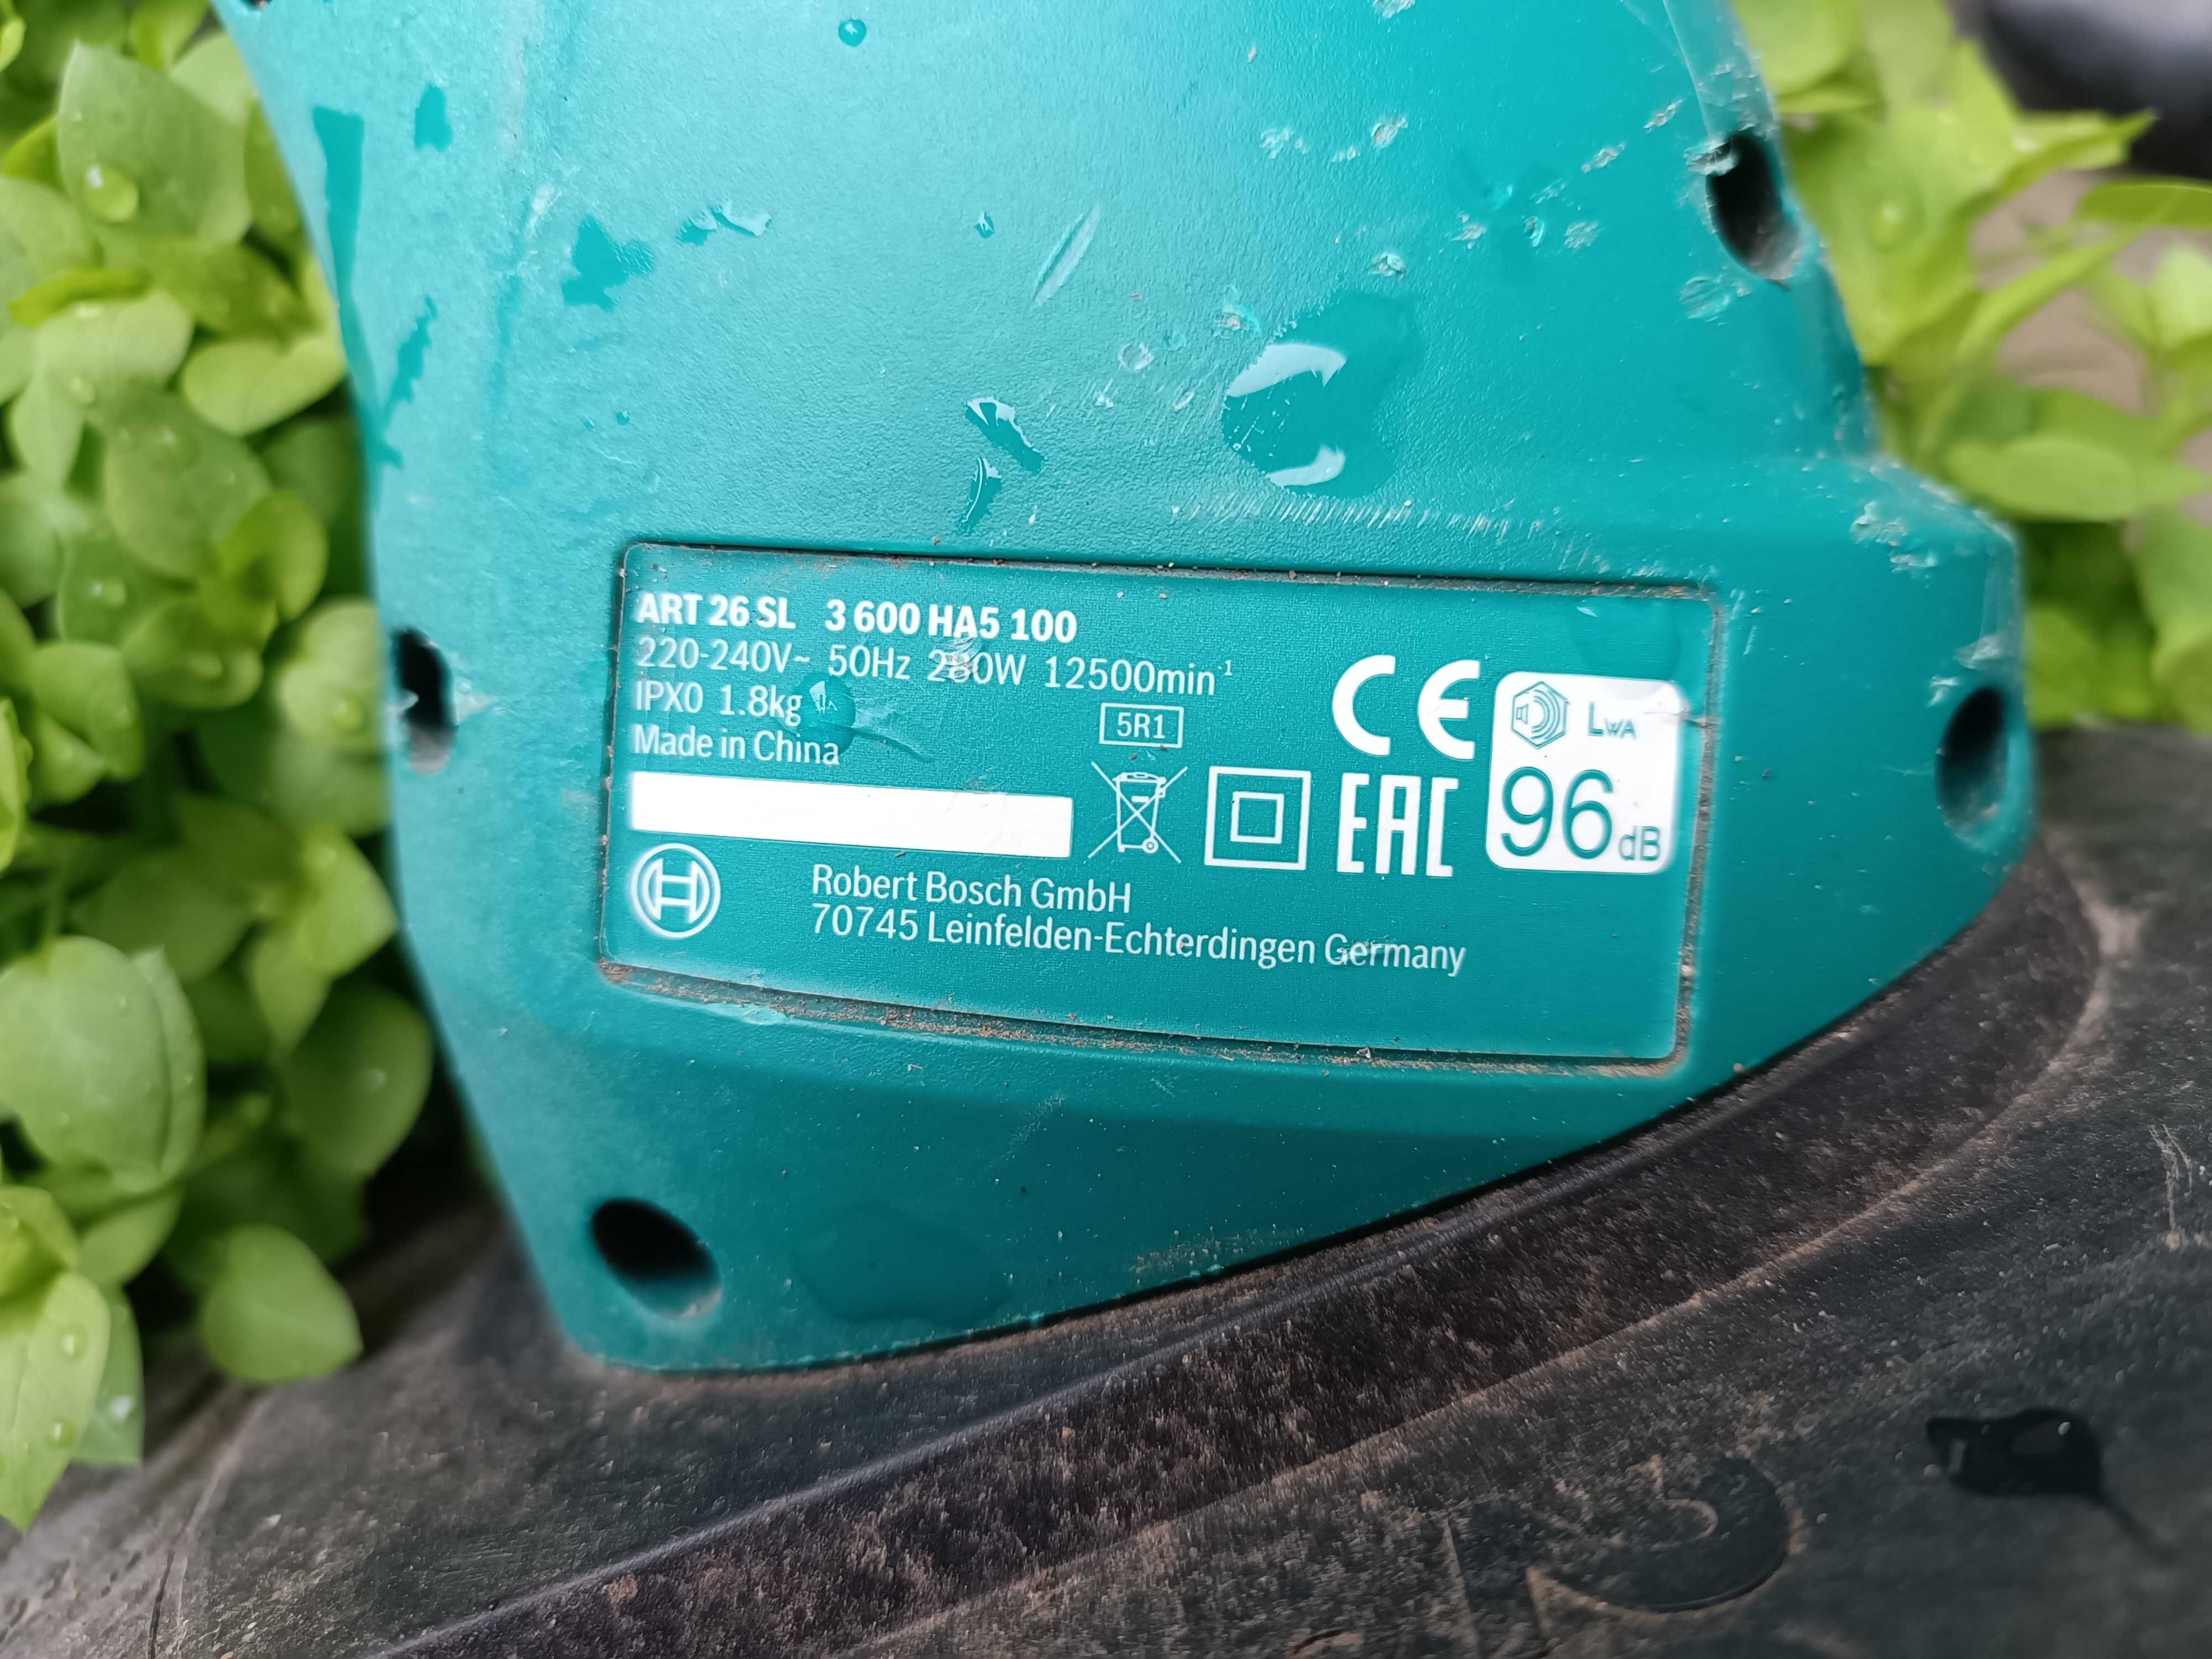 ART 26 SL 3 600 HA5 100
220-240V~ 50Hz 280W 12500min⁻¹
IPX0 1.8kg
5R1
Made in China
CE
EAC
LWA
96dB
Robert Bosch GmbH
70745 Leinfelden-Echterdingen Germany